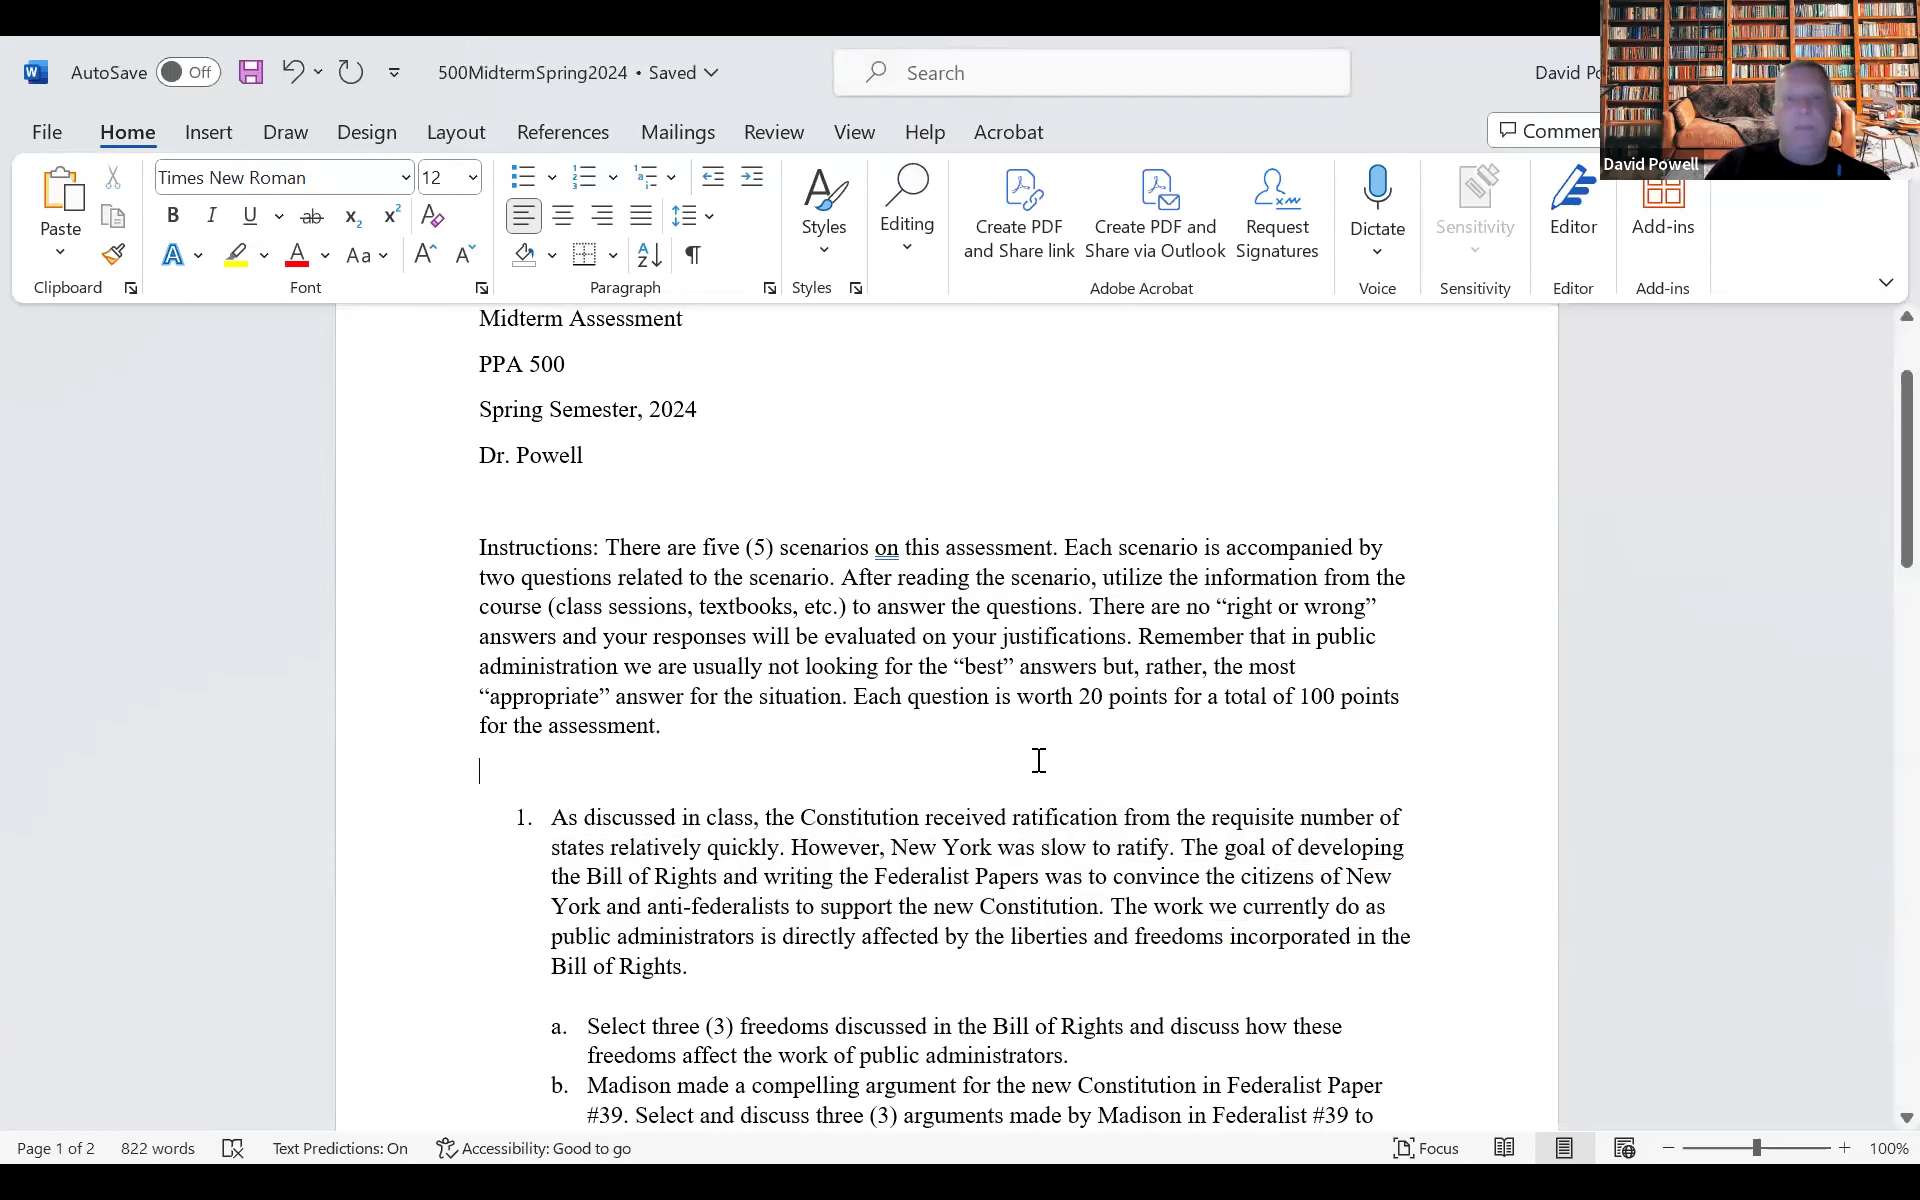 AutoSave Off 500MidtermSpring2024 • Saved Search David Po
File Home Insert Draw Design Layout References Mailings Review View Help Acrobat Commen
David Powell
Paste
Times New Roman 12
Styles
Editing
Create PDF and Share link
Create PDF and Share via Outlook
Request Signatures
Dictate
Sensitivity
Editor
Add-ins
Clipboard Font Paragraph Styles Adobe Acrobat Voice Sensitivity Editor Add-ins
Midterm Assessment
PPA 500
Spring Semester, 2024
Dr. Powell
Instructions: There are five (5) scenarios on this assessment. Each scenario is accompanied by
two questions related to the scenario. After reading the scenario, utilize the information from the
course (class sessions, textbooks, etc.) to answer the questions. There are no “right or wrong”
answers and your responses will be evaluated on your justifications. Remember that in public
administration we are usually not looking for the “best” answers but, rather, the most
“appropriate” answer for the situation. Each question is worth 20 points for a total of 100 points
for the assessment.
1. As discussed in class, the Constitution received ratification from the requisite number of
states relatively quickly. However, New York was slow to ratify. The goal of developing
the Bill of Rights and writing the Federalist Papers was to convince the citizens of New
York and anti-federalists to support the new Constitution. The work we currently do as
public administrators is directly affected by the liberties and freedoms incorporated in the
Bill of Rights.
a. Select three (3) freedoms discussed in the Bill of Rights and discuss how these
freedoms affect the work of public administrators.
b. Madison made a compelling argument for the new Constitution in Federalist Paper
#39. Select and discuss three (3) arguments made by Madison in Federalist #39 to
Page 1 of 2 822 words Text Predictions: On Accessibility: Good to go Focus 100%